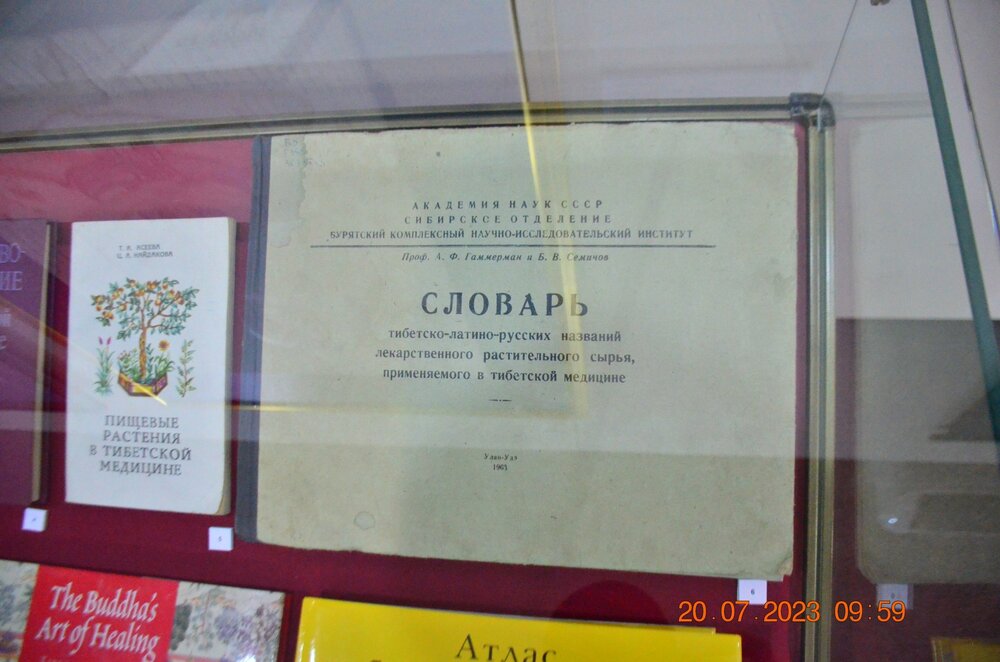 АКАДЕМИЯ НАУК СССР
СИБИРСКОЕ ОТДЕЛЕНИЕ
БУРЯТСКИЙ КОМПЛЕКСНЫЙ НАУЧНО-ИССЛЕДОВАТЕЛЬСКИЙ ИНСТИТУТ
Проф. А. Ф. Гаммерман и Б. В. Семичов
СЛОВАРЬ
тибетско-латино-русских названий
лекарственного растительного сырья,
применяемого в тибетской медицине
Улан-Удэ
1963
Т. А. АСЕЕВА
Ц. А. НАЙДАКОВА
ПИЩЕВЫЕ
РАСТЕНИЯ
В ТИБЕТСКОЙ
МЕДИЦИНЕ
5
6
The Buddha's
Art of Healing
Атлас
20.07.2023 09:59